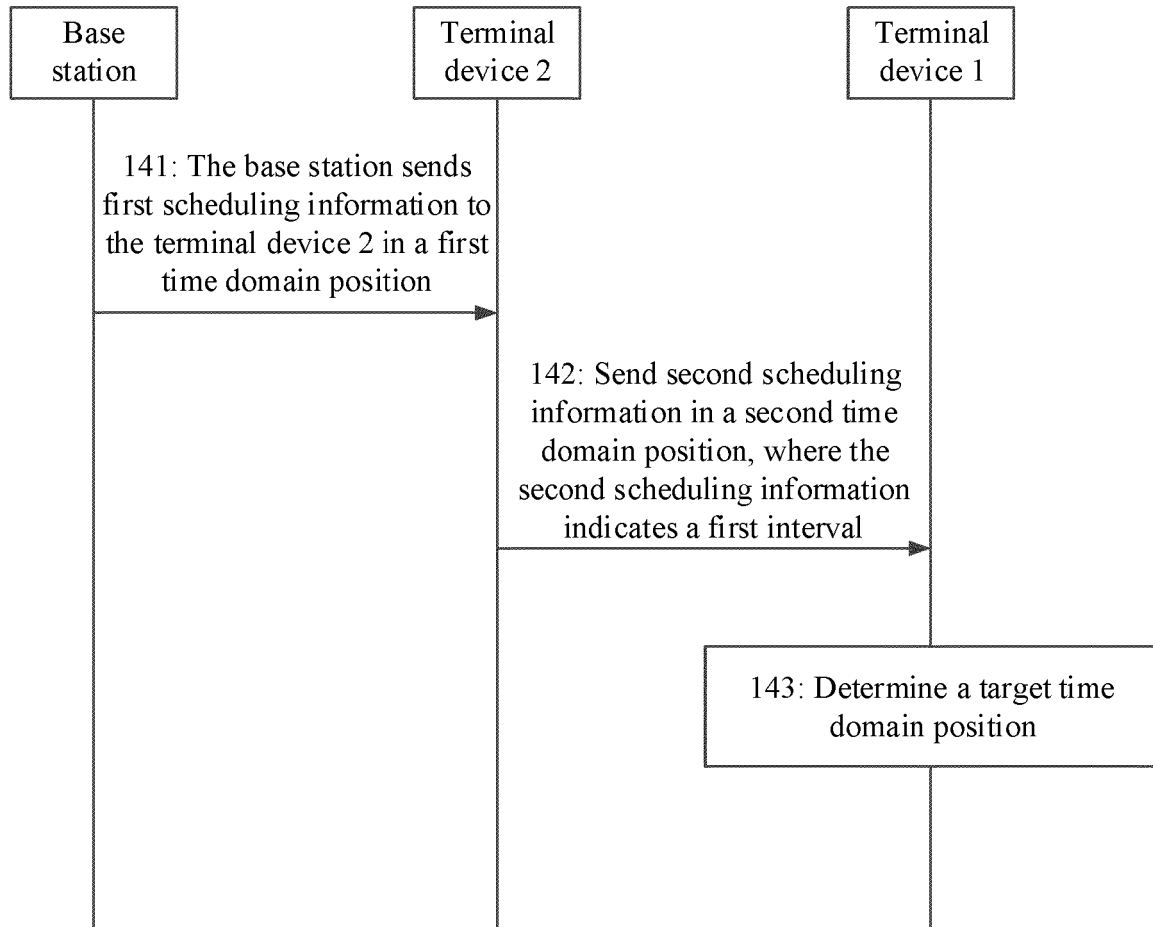 Base
station
Terminal
device 2
Terminal
device 1
141: The base station sends
first scheduling information to
the terminal device 2 in a first
time domain position
142: Send second scheduling
information in a second time
domain position, where the
second scheduling information
indicates a first interval
143: Determine a target time
domain position